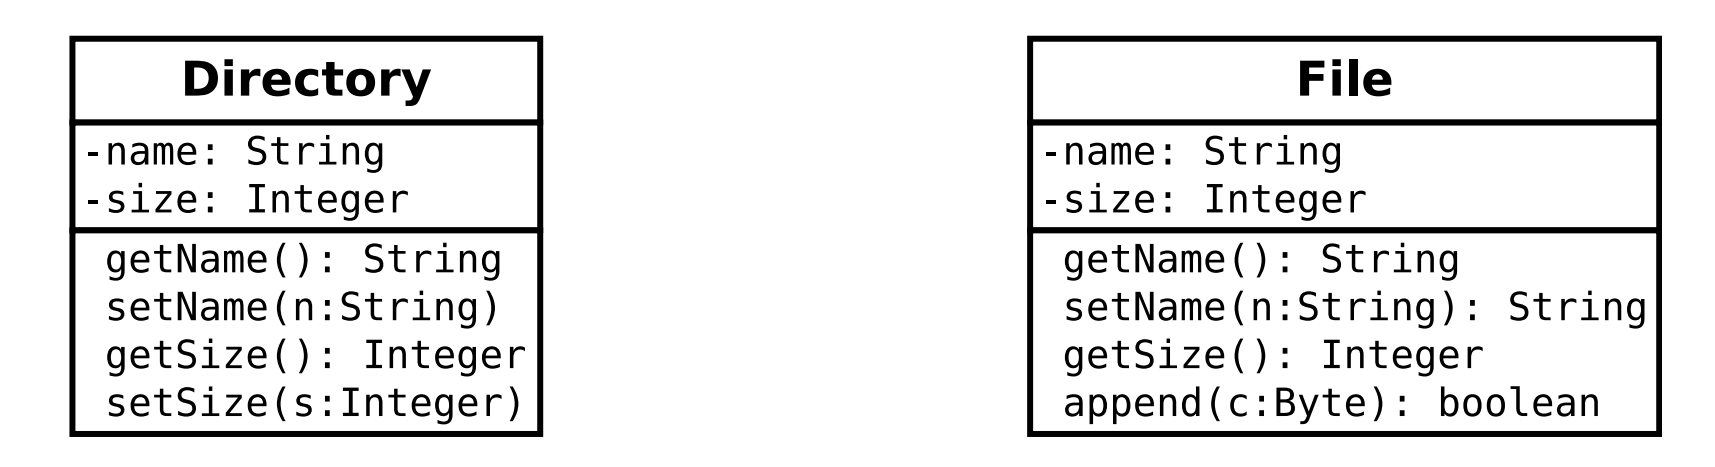 Directory
-name: String
-size: Integer
getName(): String
setName(n:String)
getSize(): Integer
setSize(s:Integer)
File
-name: String
-size: Integer
getName(): String
setName(n:String): String
getSize(): Integer
append(c:Byte): boolean